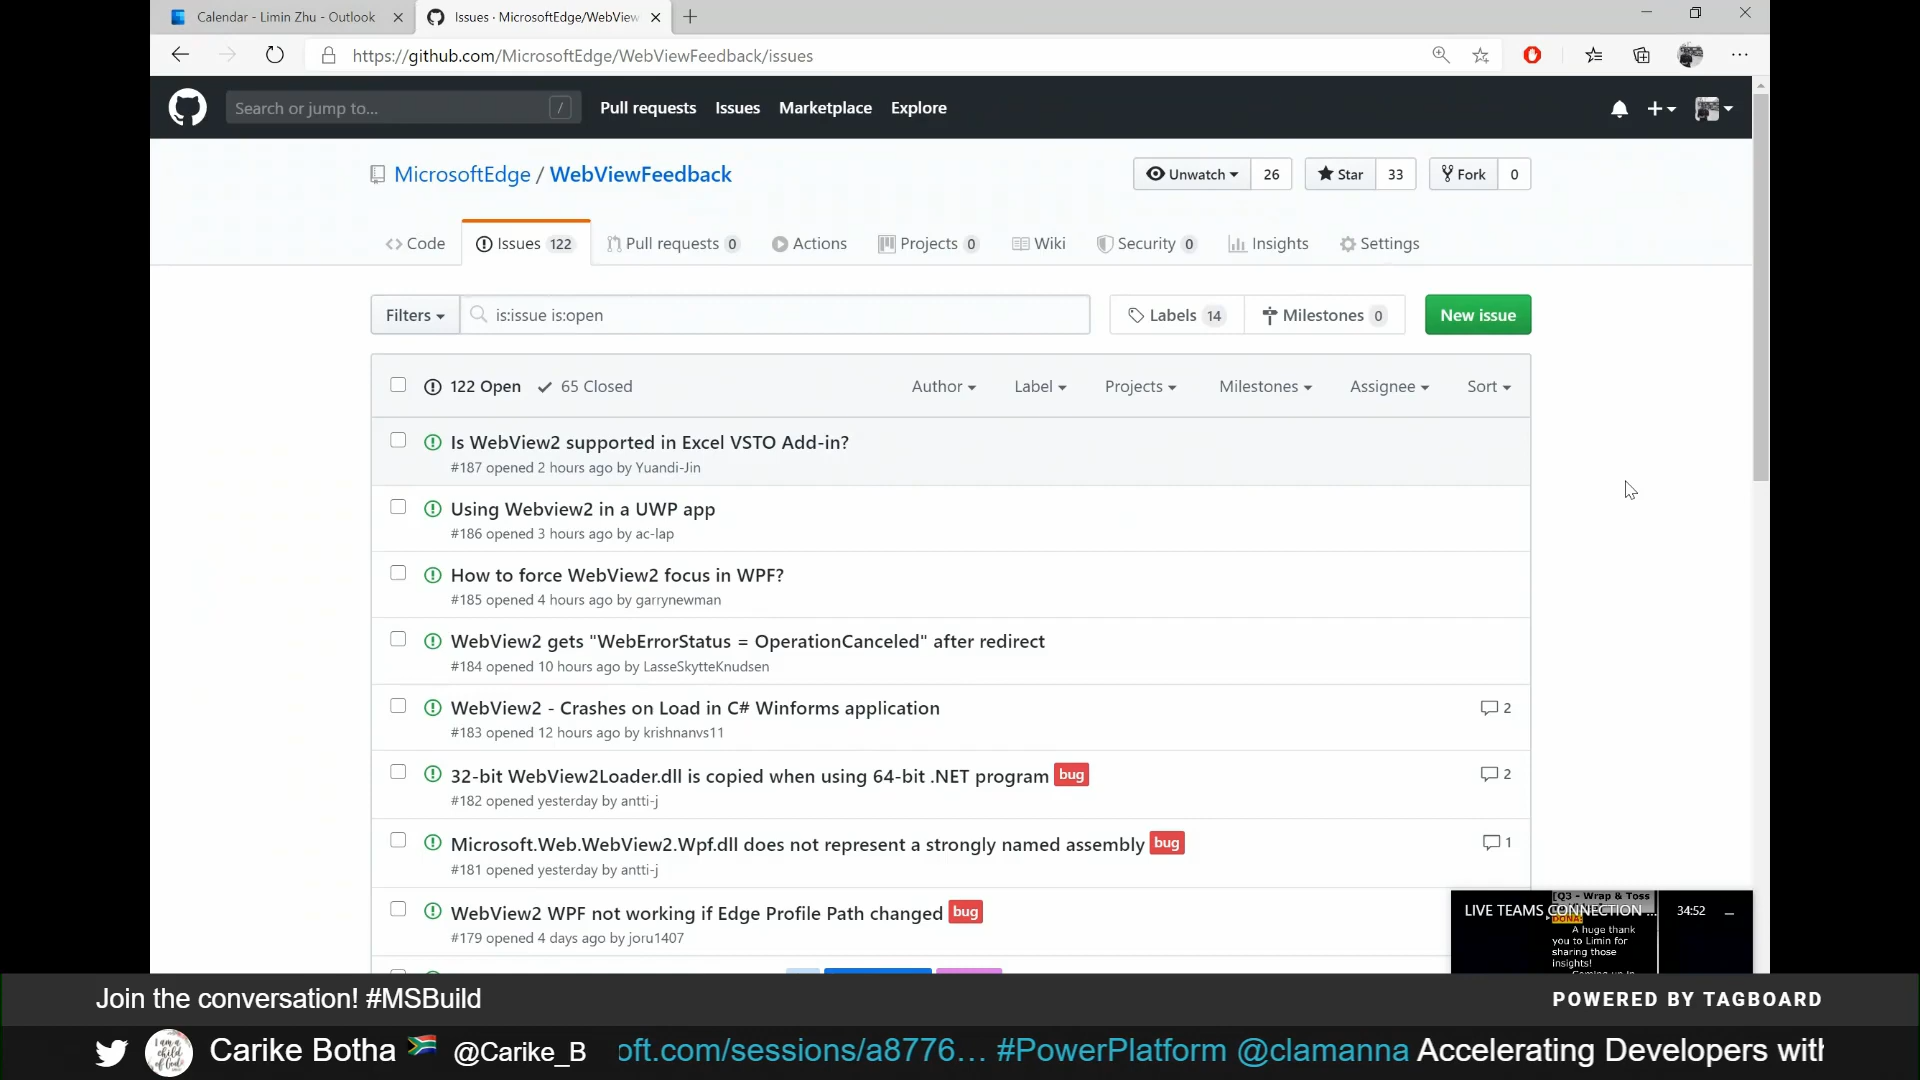 Calendar - Limin Zhu - Outlook
Issues · MicrosoftEdge/WebView
https://github.com/MicrosoftEdge/WebViewFeedback/issues
Search or jump to... /
Pull requests Issues Marketplace Explore
MicrosoftEdge / WebViewFeedback
Unwatch 26 Star 33 Fork 0
Code Issues 122 Pull requests 0 Actions Projects 0 Wiki Security 0 Insights Settings
Filters is:issue is:open Labels 14 Milestones 0 New issue
122 Open 65 Closed Author Label Projects Milestones Assignee Sort
Is WebView2 supported in Excel VSTO Add-in?
#187 opened 2 hours ago by Yuandi-Jin
Using Webview2 in a UWP app
#186 opened 3 hours ago by ac-lap
How to force WebView2 focus in WPF?
#185 opened 4 hours ago by garrynewman
WebView2 gets "WebErrorStatus = OperationCanceled" after redirect
#184 opened 10 hours ago by LasseSkytteKnudsen
WebView2 - Crashes on Load in C# Winforms application 2
#183 opened 12 hours ago by krishnanvs11
32-bit WebView2Loader.dll is copied when using 64-bit .NET program bug 2
#182 opened yesterday by antti-j
Microsoft.Web.WebView2.Wpf.dll does not represent a strongly named assembly bug 1
#181 opened yesterday by antti-j
WebView2 WPF not working if Edge Profile Path changed bug
#179 opened 4 days ago by joru1407
[Q3 - Wrap & Toss
LIVE TEAMS CONNECTION ... 34:52
DONA:
A huge thank
you to Limin for
sharing those
insights!
Join the conversation! #MSBuild
POWERED BY TAGBOARD
I am a child of God
Carike Botha @Carike_B oft.com/sessions/a8776… #PowerPlatform @clamanna Accelerating Developers with